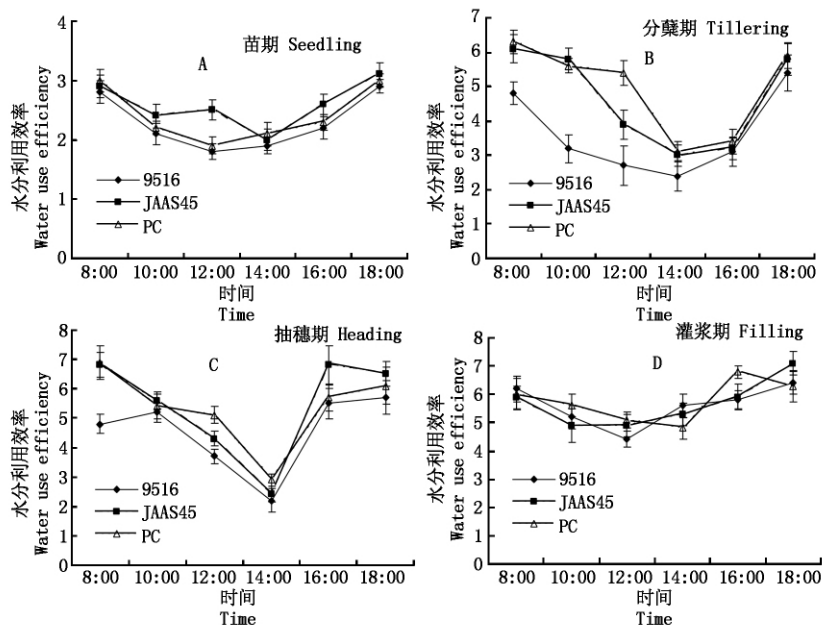 苗期 Seedling
A
水分利用效率
Water use efficiency
4
3
2
1
0
9516
JAAS45
PC
8:00 10:00 12:00 14:00 16:00 18:00
时间
Time
分蘖期 Tillering
B
水分利用效率
Water use efficiency
7
6
5
4
3
2
1
0
9516
JAAS45
PC
8:00 10:00 12:00 14:00 16:00 18:00
时间
Time
抽穗期 Heading
C
水分利用效率
Water use efficiency
8
7
6
5
4
3
2
1
0
9516
JAAS45
PC
8:00 10:00 12:00 14:00 16:00 18:00
时间
Time
灌浆期 Filling
D
水分利用效率
Water use efficiency
8
7
6
5
4
3
2
1
0
9516
JAAS45
PC
8:00 10:00 12:00 14:00 16:00 18:00
时间
Time